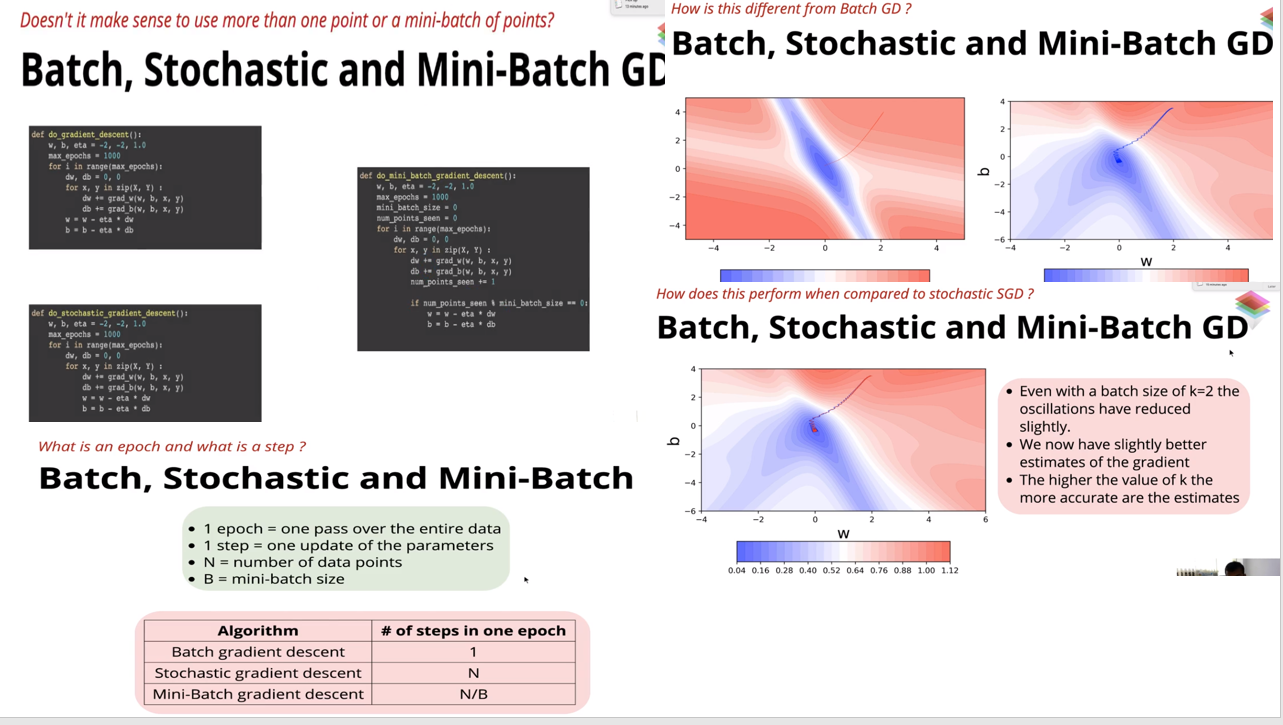 Doesn't it make sense to use more than one point or a mini-batch of points?
Batch, Stochastic and Mini-Batch GD
def do_gradient_descent():
w, b, eta = -2, -2, 1.0
max_epochs = 1000
for i in range(max_epochs):
dw, db = 0, 0
for x, y in zip(X, Y) :
dw += grad_w(w, b, x, y)
db += grad_b(w, b, x, y)
w = w - eta * dw
b = b - eta * db
def do_stochastic_gradient_descent():
w, b, eta = -2, -2, 1.0
max_epochs = 1000
for i in range(max_epochs):
dw, db = 0, 0
for x, y in zip(X, Y) :
dw += grad_w(w, b, x, y)
db += grad_b(w, b, x, y)
w = w - eta * dw
b = b - eta * db
def do_mini_batch_gradient_descent():
w, b, eta = -2, -2, 1.0
max_epochs = 1000
mini_batch_size = 0
num_points_seen = 0
for i in range(max_epochs):
dw, db = 0, 0
for x, y in zip(X, Y) :
dw += grad_w(w, b, x, y)
db += grad_b(w, b, x, y)
num_points_seen += 1
if num_points_seen % mini_batch_size == 0:
w = w - eta * dw
b = b - eta * db
What is an epoch and what is a step ?
Batch, Stochastic and Mini-Batch
• 1 epoch = one pass over the entire data
• 1 step = one update of the parameters
• N = number of data points
• B = mini-batch size
Algorithm # of steps in one epoch
Batch gradient descent 1
Stochastic gradient descent N
Mini-Batch gradient descent N/B
How is this different from Batch GD ?
Batch, Stochastic and Mini-Batch GD
4
2
0
−2
−4
−4 −2 0 2 4
b
4
2
0
−2
−4
−6
−4 −2 0 2 4
w
How does this perform when compared to stochastic SGD ?
Batch, Stochastic and Mini-Batch GD
b
4
2
0
−2
−4
−6
−4 −2 0 2 4 6
w
0.04 0.16 0.28 0.40 0.52 0.64 0.76 0.88 1.00 1.12
• Even with a batch size of k=2 the
oscillations have reduced
slightly.
• We now have slightly better
estimates of the gradient
• The higher the value of k the
more accurate are the estimates